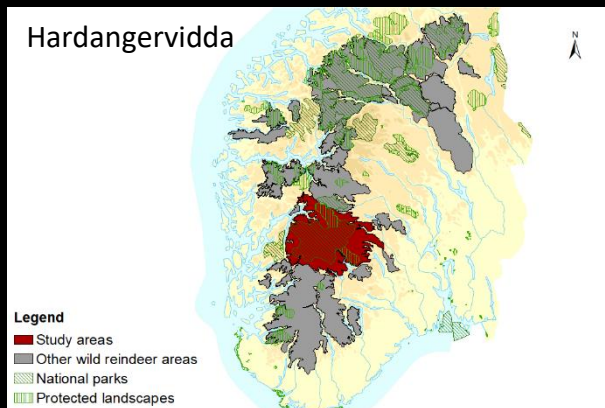 Hardangervidda
N
Legend
Study areas
Other wild reindeer areas
National parks
Protected landscapes